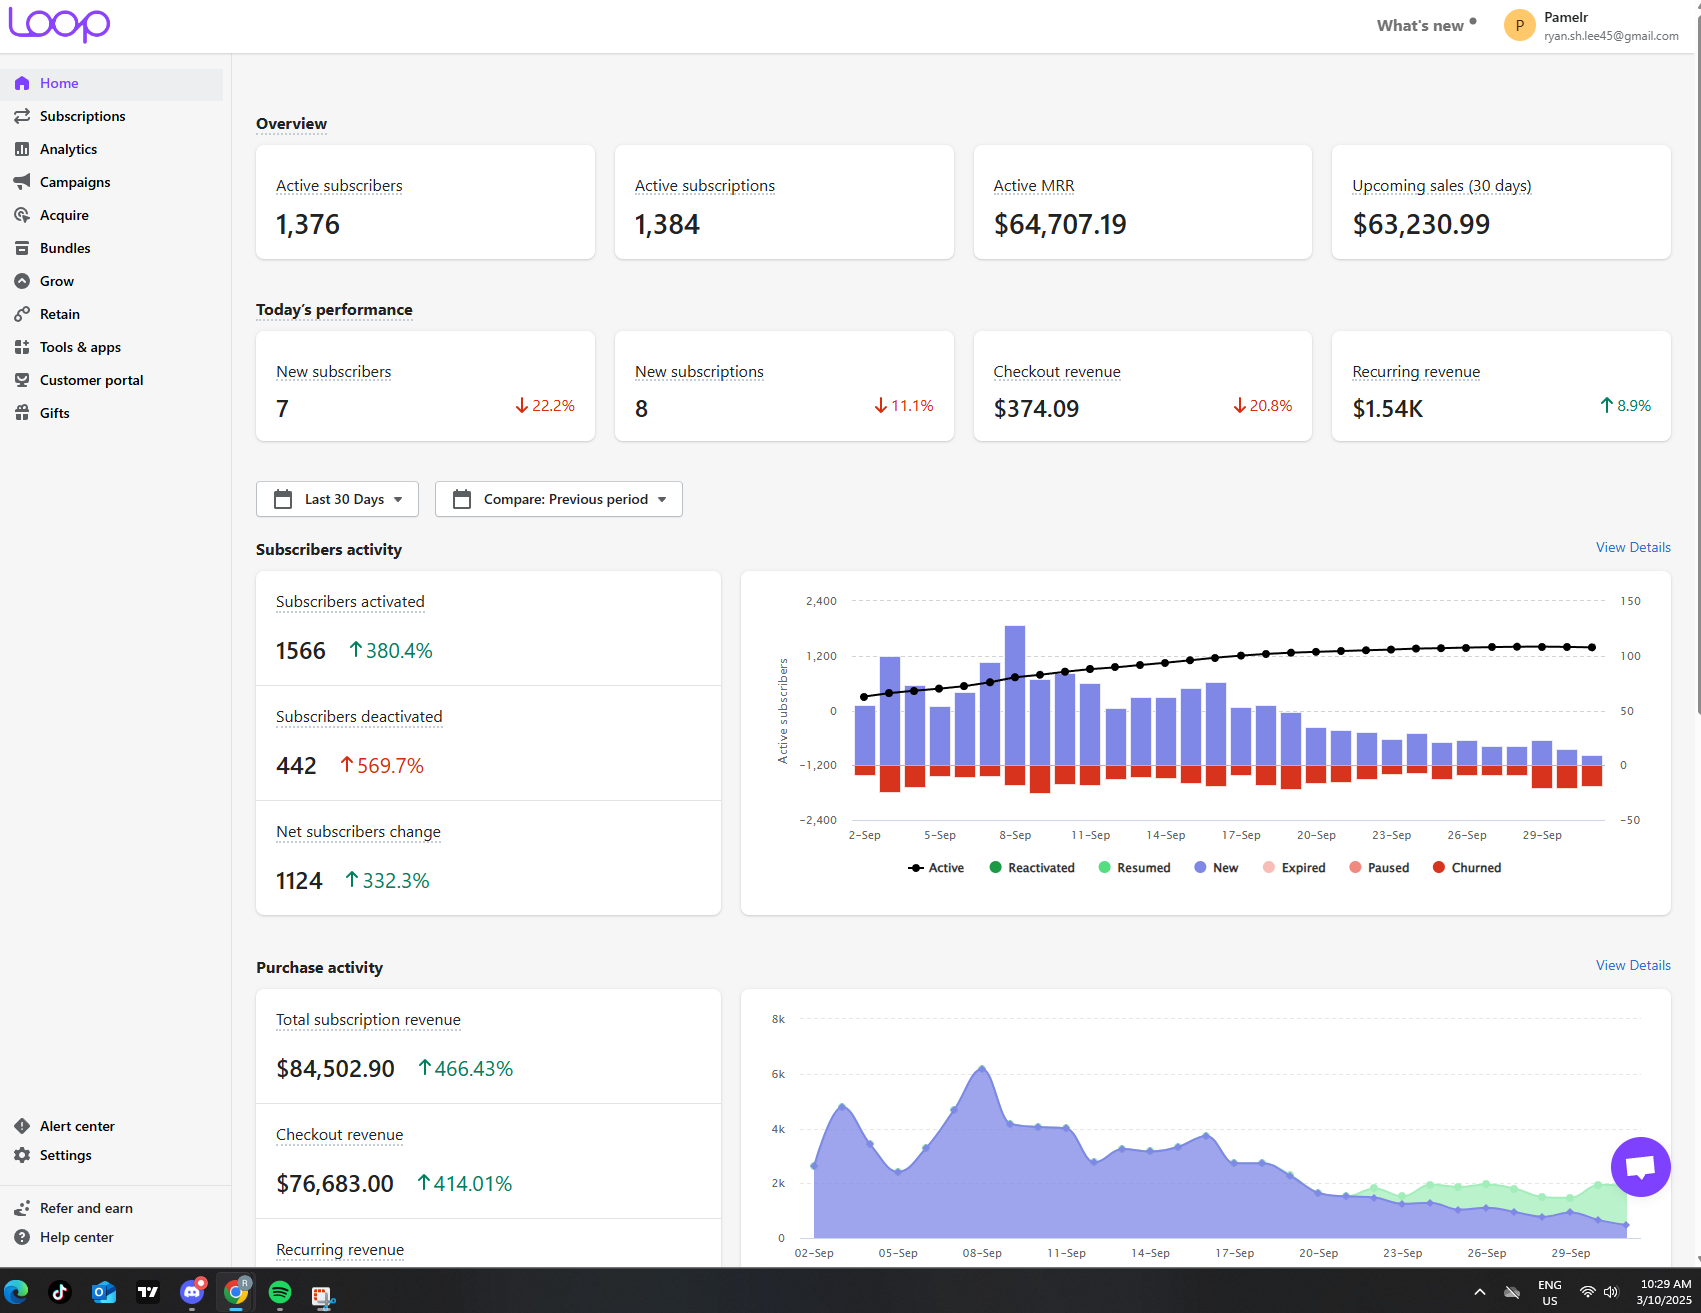 Loop
What's new
P
Pamelr
ryan.sh.lee45@gmail.com
Home
Subscriptions
Analytics
Campaigns
Acquire
Bundles
Grow
Retain
Tools & apps
Customer portal
Gifts
Alert center
Settings
Refer and earn
Help center
Overview
Active subscribers
1,376
Active subscriptions
1,384
Active MRR
$64,707.19
Upcoming sales (30 days)
$63,230.99
Today's performance
New subscribers
7
22.2%
New subscriptions
8
11.1%
Checkout revenue
$374.09
20.8%
Recurring revenue
$1.54K
8.9%
Last 30 Days
Compare: Previous period
Subscribers activity
View Details
Subscribers activated
1566
380.4%
Subscribers deactivated
442
569.7%
Net subscribers change
1124
332.3%
Active subscribers
2,400
1,200
0
-1,200
-2,400
150
100
50
0
-50
2-Sep 5-Sep 8-Sep 11-Sep 14-Sep 17-Sep 20-Sep 23-Sep 26-Sep 29-Sep
Active Reactivated Resumed New Expired Paused Churned
Purchase activity
View Details
Total subscription revenue
$84,502.90
466.43%
Checkout revenue
$76,683.00
414.01%
Recurring revenue
8k
6k
4k
2k
0
02-Sep 05-Sep 08-Sep 11-Sep 14-Sep 17-Sep 20-Sep 23-Sep 26-Sep 29-Sep
R
ENG
US
10:29 AM
3/10/2025